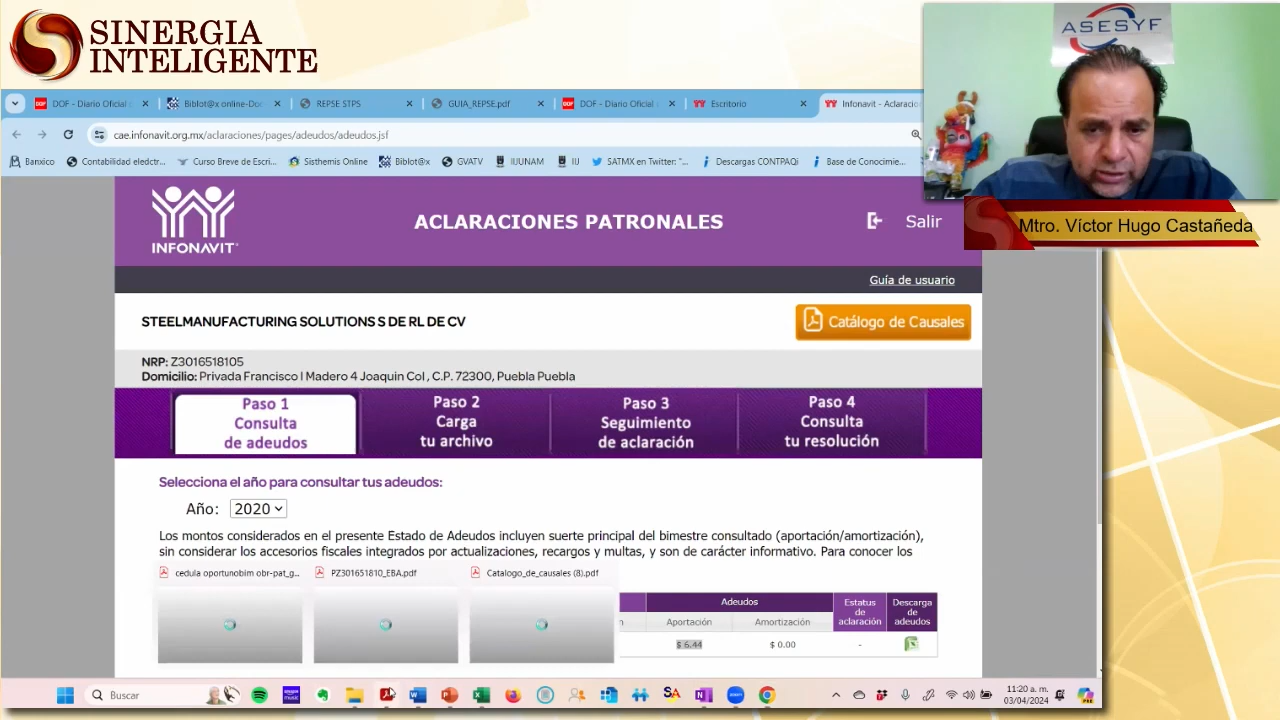 SINERGIA
INTELIGENTE
ASESYF
Mtro. Víctor Hugo Castañeda
DOF - Diario Oficial
Biblot@x online-Do
REPSE STPS
GUIA_REPSE.pdf
DOF - Diario Oficial
Escritorio
Infonavit - Aclaracio
cae.infonavit.org.mx/aclaraciones/pages/adeudos/adeudos.jsf
Banxico
Contabilidad eledctr...
Curso Breve de Escri...
Sisthemis Online
Biblot@x
GVATV
IIJUNAM
IIJ
SATMX en Twitter: "...
Descargas CONTPAQi
Base de Conocimie...
INFONAVIT
ACLARACIONES PATRONALES
Salir
Guía de usuario
STEELMANUFACTURING SOLUTIONS S DE RL DE CV
Catálogo de Causales
NRP: Z3016518105
Domicilio: Privada Francisco I Madero 4 Joaquin Col , C.P. 72300, Puebla Puebla
Paso 1
Consulta
de adeudos
Paso 2
Carga
tu archivo
Paso 3
Seguimiento
de aclaración
Paso 4
Consulta
tu resolución
Selecciona el año para consultar tus adeudos:
Año: 2020
Los montos considerados en el presente Estado de Adeudos incluyen suerte principal del bimestre consultado (aportación/amortización),
sin considerar los accesorios fiscales integrados por actualizaciones, recargos y multas, y son de carácter informativo. Para conocer los
cedula oportunobim obr-pat_g...
PZ301651810_EBA.pdf
Catalogo_de_causales (8).pdf
Adeudos
Estatus
de
aclaración
Descarga
de
adeudos
n
Aportación
Amortización
$ 6.44
$ 0.00
-
Buscar
11:20 a. m.
03/04/2024